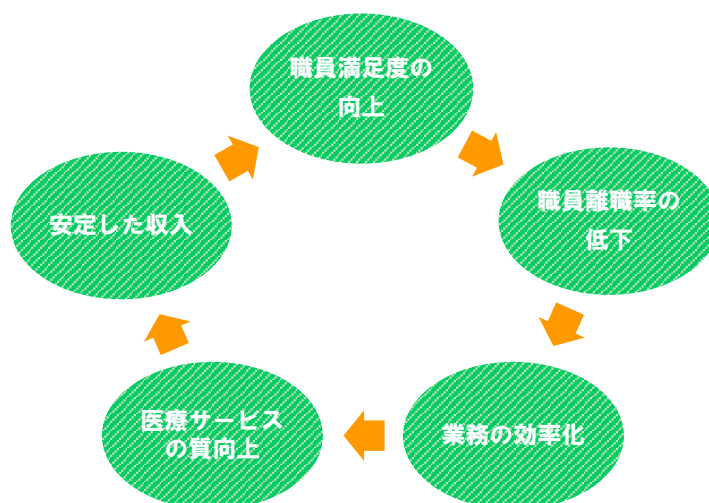 職員満足度の
向上
職員離職率の
低下
業務の効率化
医療サービス
の質向上
安定した収入